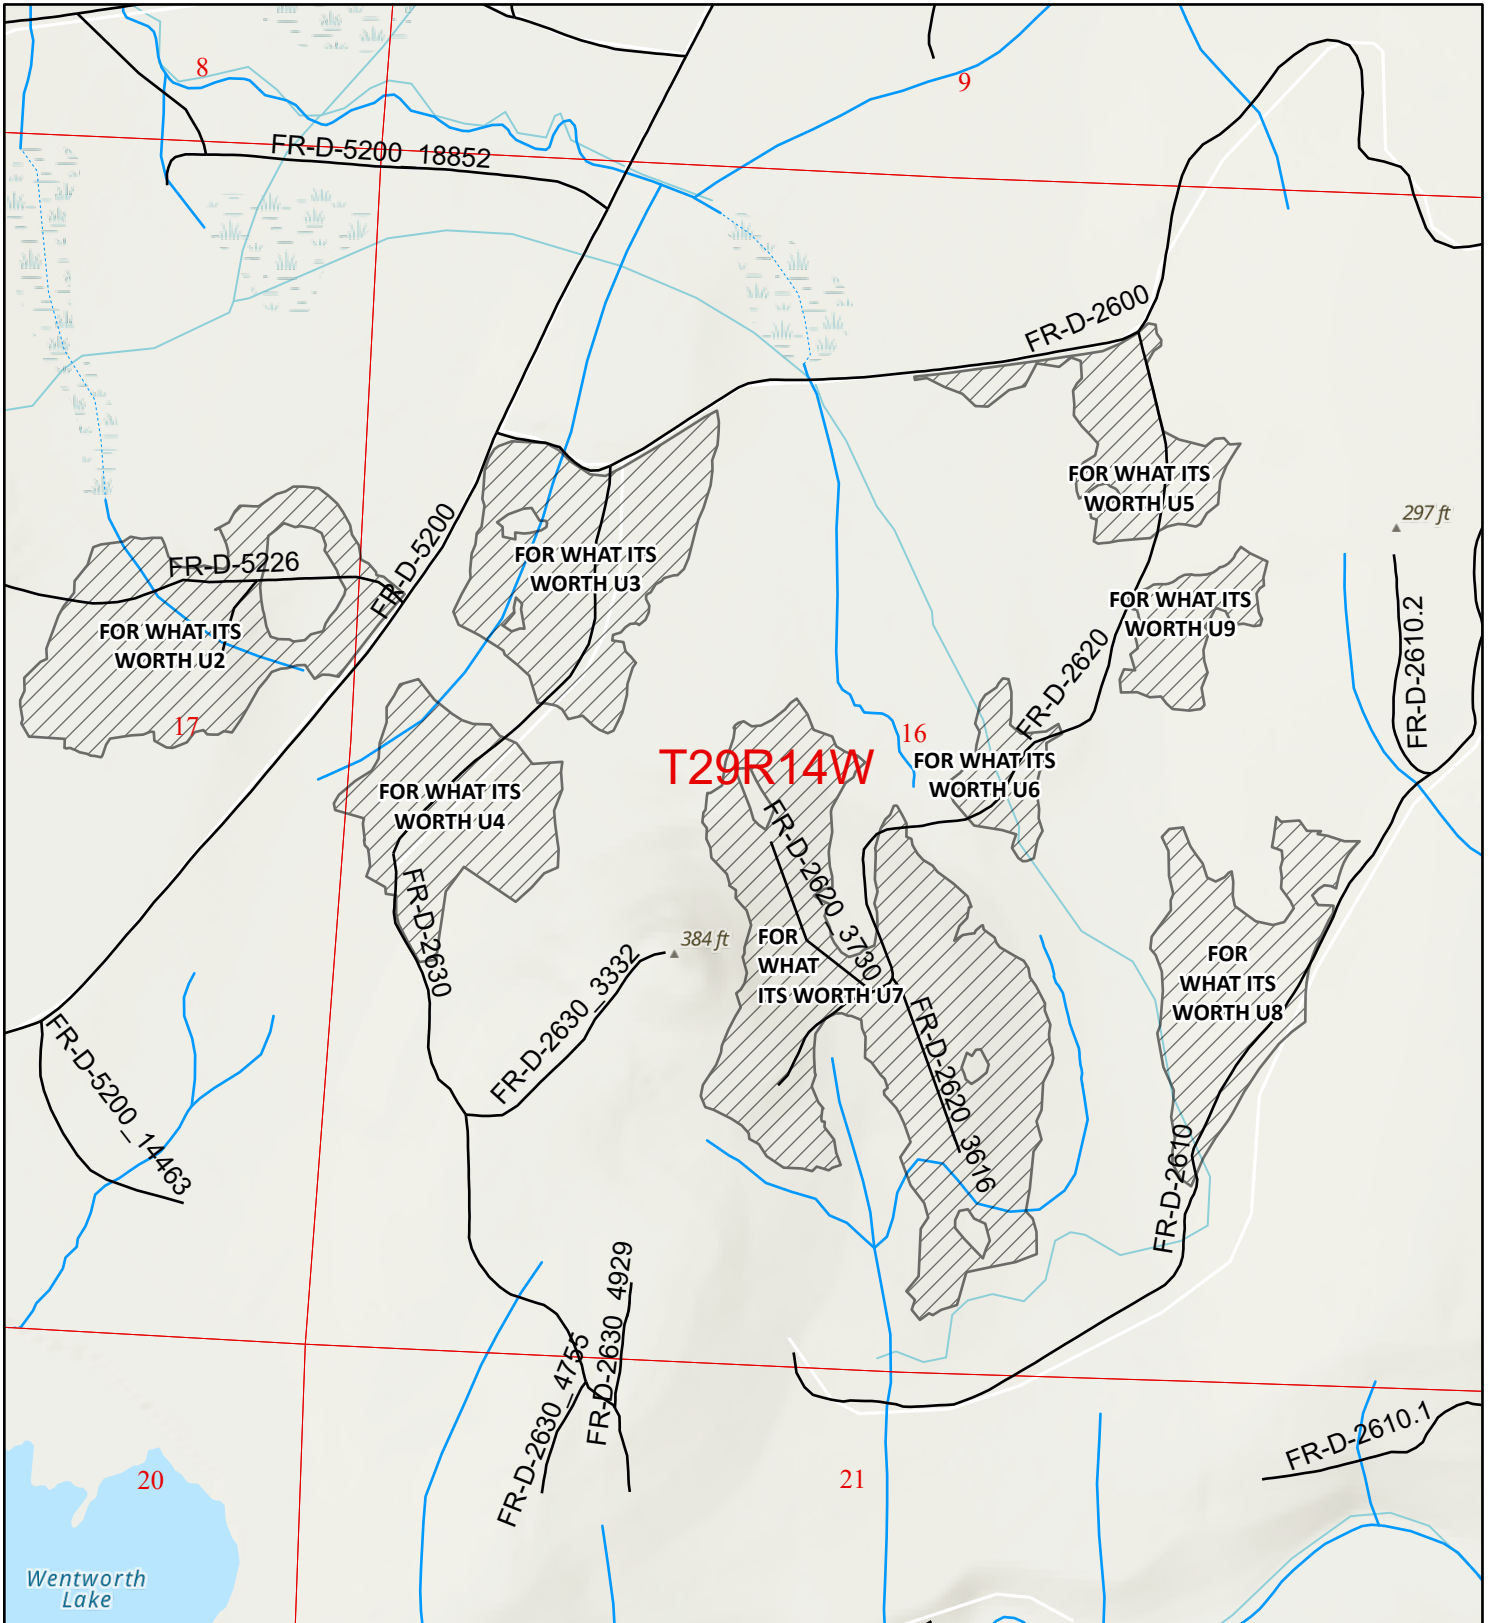 8
9
FR-D-5200_18852
FR-D-2600
FOR WHAT ITS
WORTH U5
297 ft
FR-D-5200
FOR WHAT ITS
WORTH U3
FR-D-5226
FOR WHAT ITS
WORTH U2
FOR WHAT ITS
WORTH U9
FR-D-2610.2
FR-D-2620
17
16
T29R14W
FOR WHAT ITS
WORTH U6
FOR WHAT ITS
WORTH U4
FR-D-2620_3730
FR-D-2630
384 ft
FOR
WHAT
ITS WORTH U7
FOR
WHAT ITS
WORTH U8
FR-D-2630_3332
FR-D-5200_14463
FR-D-2620_3616
FR-D-2610
FR-D-2630_4929
FR-D-2630_4755
FR-D-2610.1
20
21
Wentworth
Lake